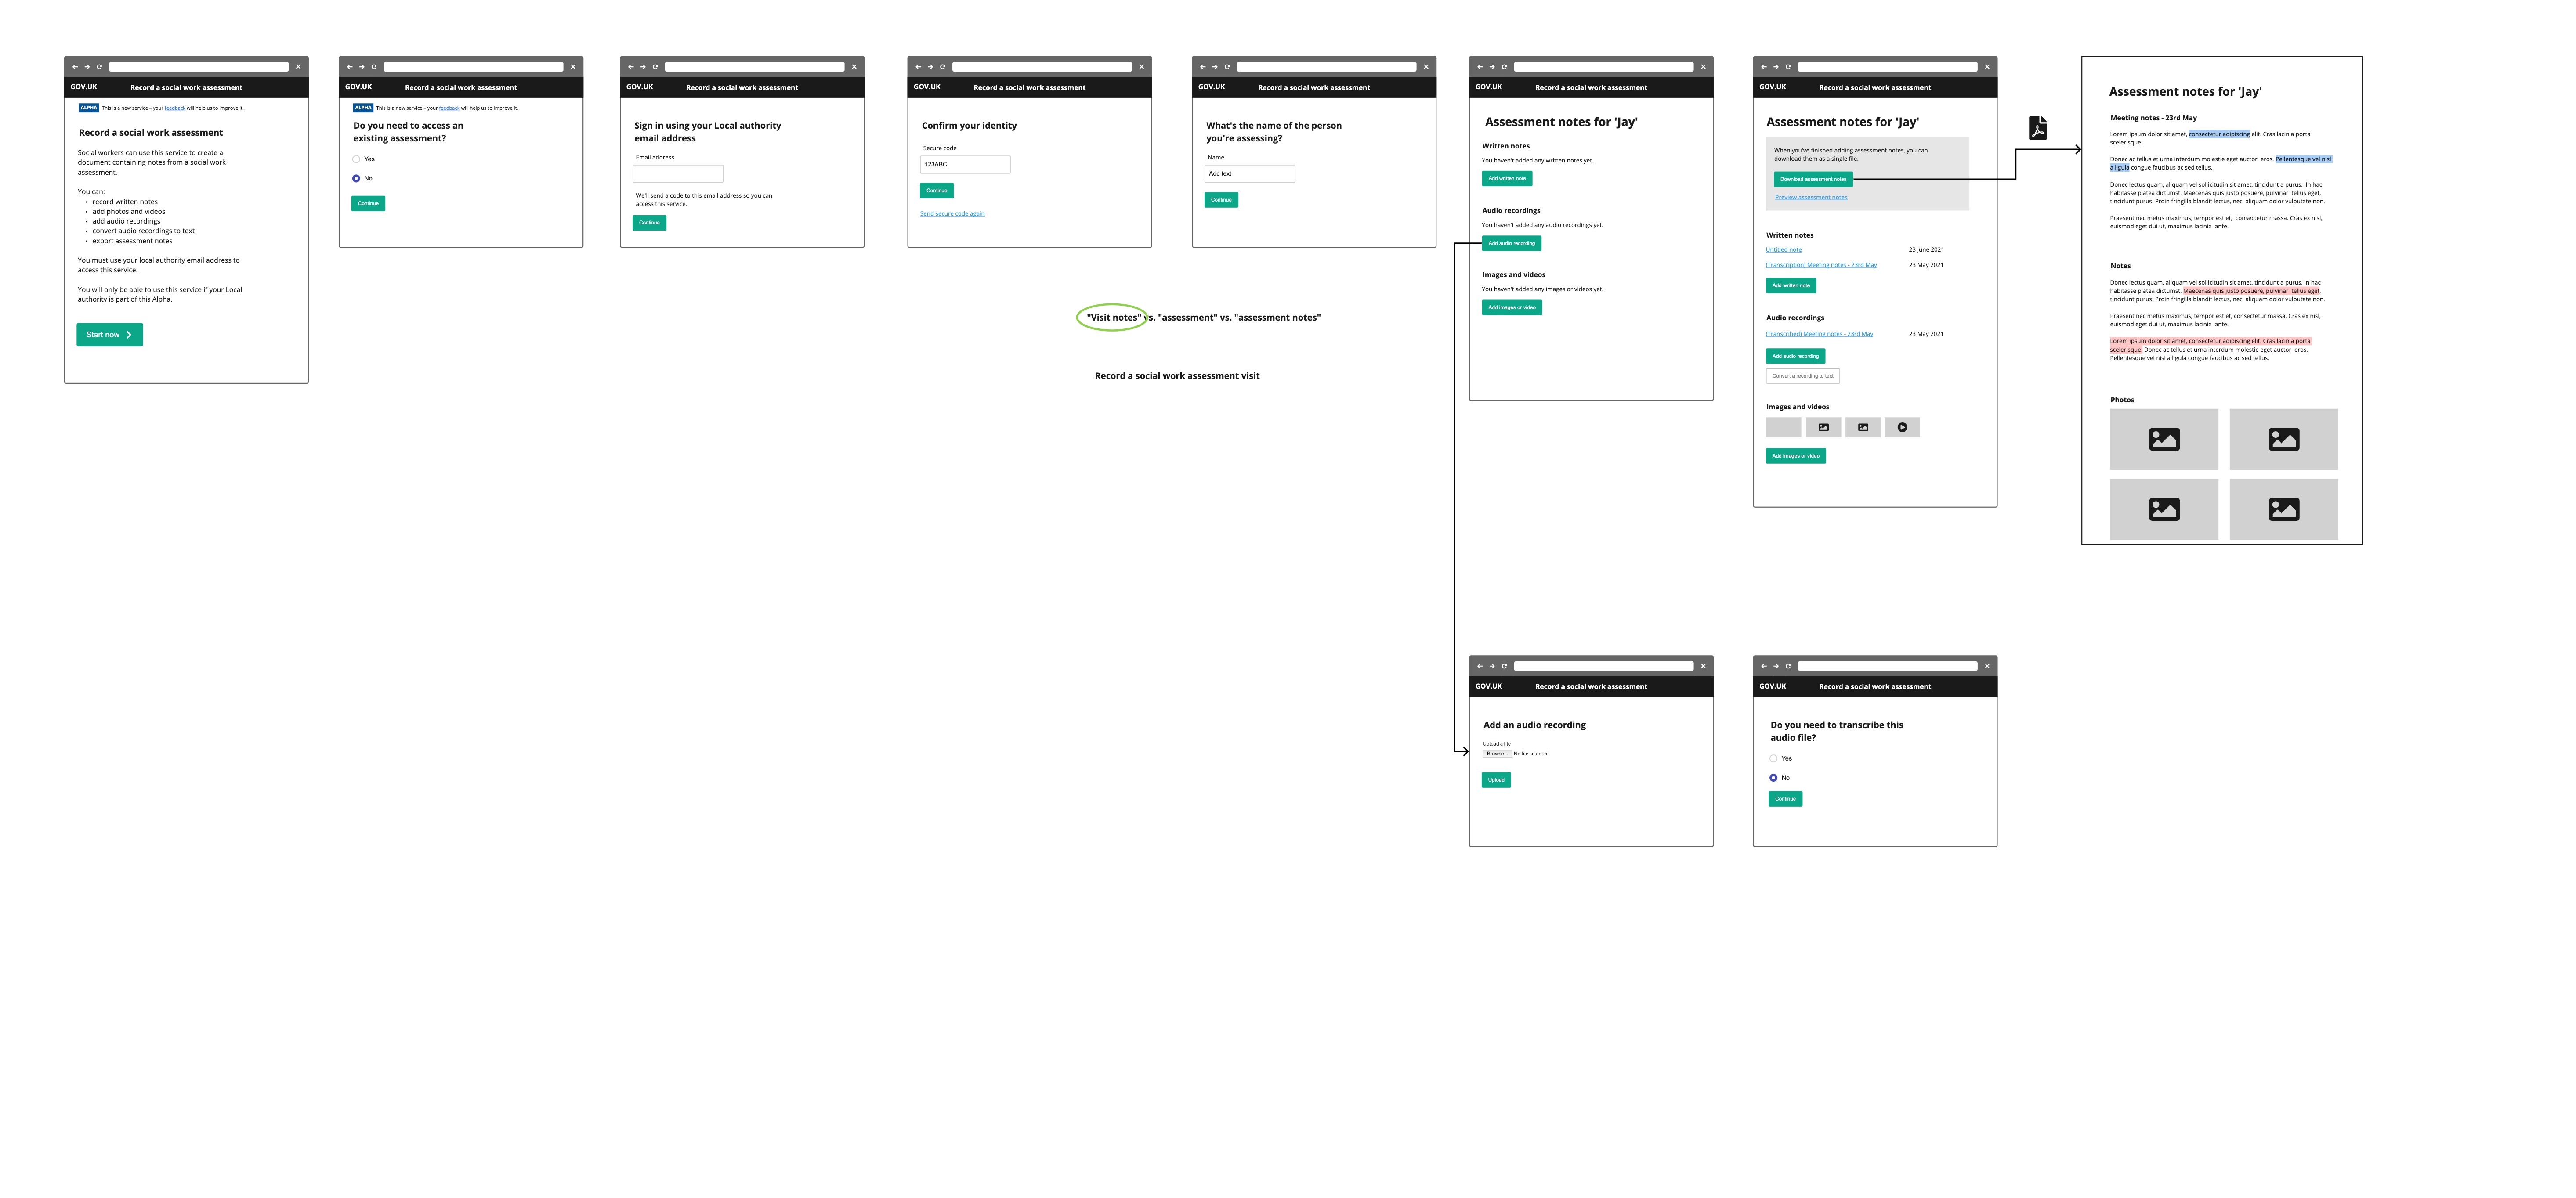 GOV.UK Record a social work assessment
ALPHA This is a new service – your feedback will help us to improve it.
Record a social work assessment
Social workers can use this service to create a
document containing notes from a social work
assessment.
You can:
• record written notes
• add photos and videos
• add audio recordings
• convert audio recordings to text
• export assessment notes
You must use your local authority email address to
access this service.
You will only be able to use this service if your Local
authority is part of this Alpha.
Start now
GOV.UK Record a social work assessment
ALPHA This is a new service – your feedback will help us to improve it.
Do you need to access an
existing assessment?
Yes
No
Continue
GOV.UK Record a social work assessment
Sign in using your Local authority
email address
Email address
We'll send a code to this email address so you can
access this service.
Continue
GOV.UK Record a social work assessment
Confirm your identity
Secure code
123ABC
Continue
Send secure code again
GOV.UK Record a social work assessment
What's the name of the person
you're assessing?
Name
Add text
Continue
"Visit notes" vs. "assessment" vs. "assessment notes"
Record a social work assessment visit
GOV.UK Record a social work assessment
Assessment notes for 'Jay'
Written notes
You haven't added any written notes yet.
Add written note
Audio recordings
You haven't added any audio recordings yet.
Add audio recording
Images and videos
You haven't added any images or videos yet.
Add images or video
GOV.UK Record a social work assessment
Assessment notes for 'Jay'
When you've finished adding assessment notes, you can
download them as a single file.
Download assessment notes
Preview assessment notes
Written notes
Untitled note 23 June 2021
(Transcription) Meeting notes - 23rd May 23 May 2021
Add written note
Audio recordings
(Transcribed) Meeting notes - 23rd May 23 May 2021
Add audio recording
Convert a recording to text
Images and videos
Add images or video
Assessment notes for 'Jay'
Meeting notes - 23rd May
Lorem ipsum dolor sit amet, consectetur adipiscing elit. Cras lacinia porta
scelerisque.
Donec ac tellus et urna interdum molestie eget auctor eros. Pellentesque vel nisl
a ligula congue faucibus ac sed tellus.
Donec lectus quam, aliquam vel sollicitudin sit amet, tincidunt a purus. In hac
habitasse platea dictumst. Maecenas quis justo posuere, pulvinar tellus eget,
tincidunt purus. Proin fringilla blandit lectus, nec aliquam dolor vulputate non.
Praesent nec metus maximus, tempor est et, consectetur massa. Cras ex nisl,
euismod eget dui ut, maximus lacinia ante.
Notes
Donec lectus quam, aliquam vel sollicitudin sit amet, tincidunt a purus. In hac
habitasse platea dictumst. Maecenas quis justo posuere, pulvinar tellus eget,
tincidunt purus. Proin fringilla blandit lectus, nec aliquam dolor vulputate non.
Praesent nec metus maximus, tempor est et, consectetur massa. Cras ex nisl,
euismod eget dui ut, maximus lacinia ante.
Lorem ipsum dolor sit amet, consectetur adipiscing elit. Cras lacinia porta
scelerisque. Donec ac tellus et urna interdum molestie eget auctor eros.
Pellentesque vel nisl a ligula congue faucibus ac sed tellus.
Photos
GOV.UK Record a social work assessment
Add an audio recording
Upload a file
Browse... No file selected.
Upload
GOV.UK Record a social work assessment
Do you need to transcribe this
audio file?
Yes
No
Continue